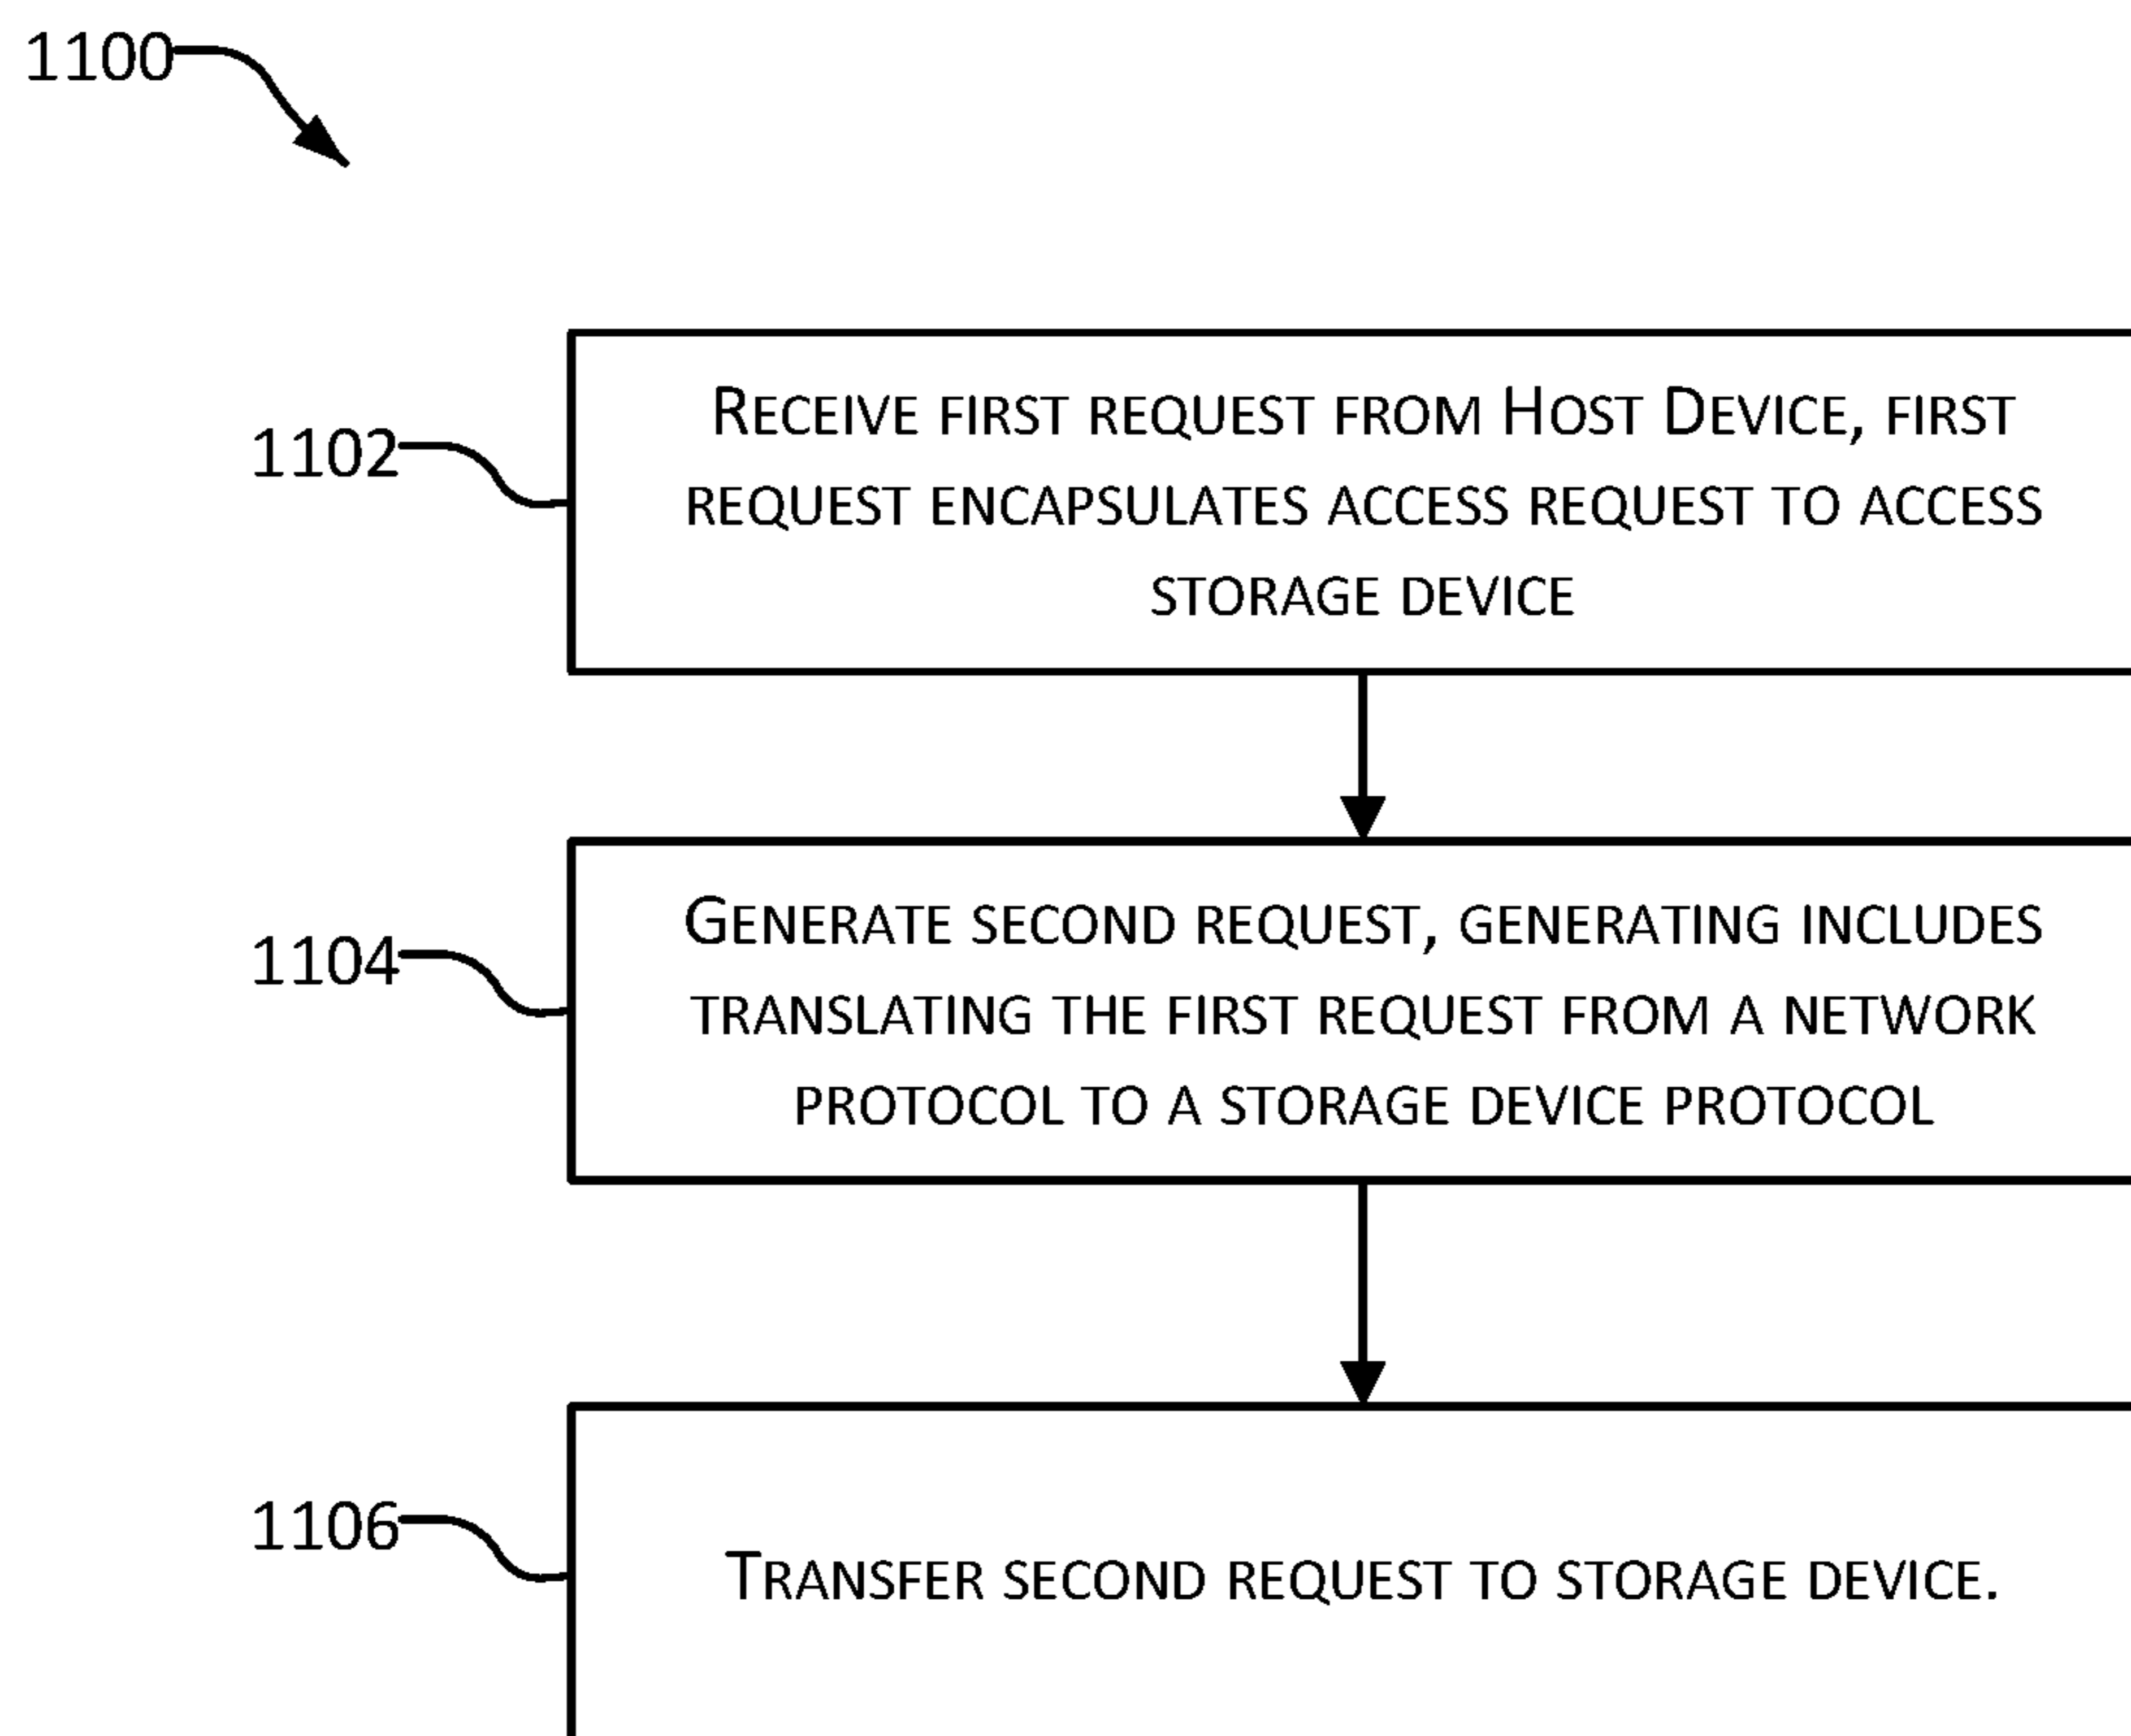 1100
1102
RECEIVE FIRST REQUEST FROM HOST DEVICE, FIRST
REQUEST ENCAPSULATES ACCESS REQUEST TO ACCESS
STORAGE DEVICE
1104
GENERATE SECOND REQUEST, GENERATING INCLUDES
TRANSLATING THE FIRST REQUEST FROM A NETWORK
PROTOCOL TO A STORAGE DEVICE PROTOCOL
1106
TRANSFER SECOND REQUEST TO STORAGE DEVICE.